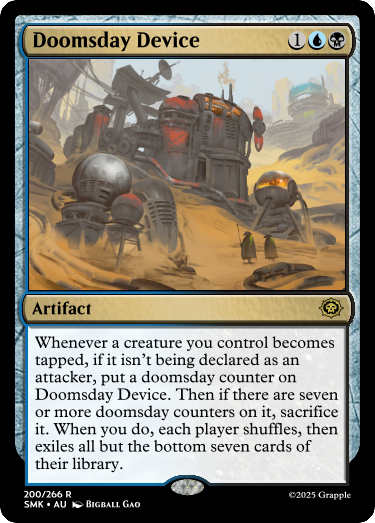 Doomsday Device 1
Artifact
Whenever a creature you control becomes
tapped, if it isn't being declared as an
attacker, put a doomsday counter on
Doomsday Device. Then if there are seven
or more doomsday counters on it, sacrifice
it. When you do, each player shuffles, then
exiles all but the bottom seven cards of
their library.
200/266 R
SMK • AU Bigball Gao
©2025 Grapple